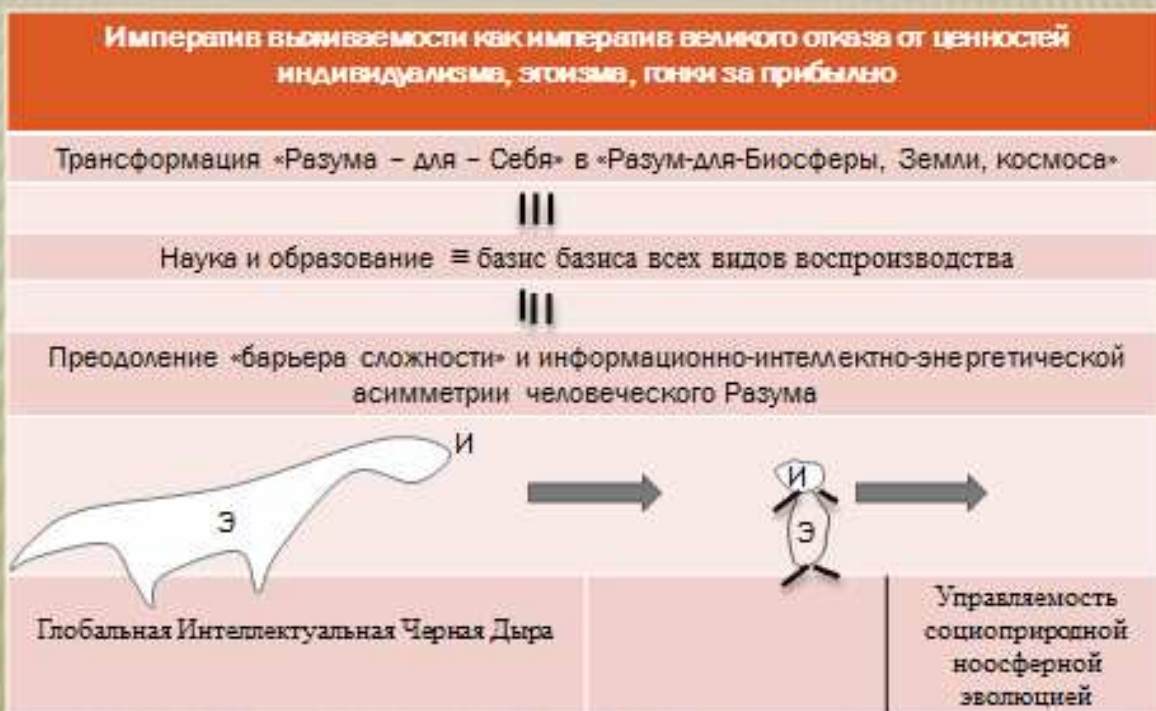 Императив выживаемости как императив великого отказа от ценностей
индивидуализма, эгоизма, гонки за прибылью
Трансформация «Разума – для – Себя» в «Разум-для-Биосферы, Земли, космоса»
Наука и образование ≡ базис базиса всех видов воспроизводства
Преодоление «барьера сложности» и информационно-интеллектно-энергетической
асимметрии человеческого Разума
И
Э
И
Э
Глобальная Интеллектуальная Черная Дыра
Управляемость
социоприродной
ноосферной
эволюцией